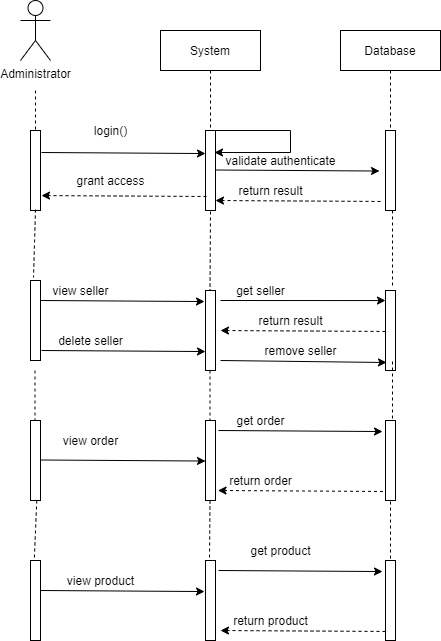 System
Database
Administrator
login()
validate authenticate
grant access
return result
view seller
get seller
return result
delete seller
remove seller
get order
view order
return order
get product
view product
return product